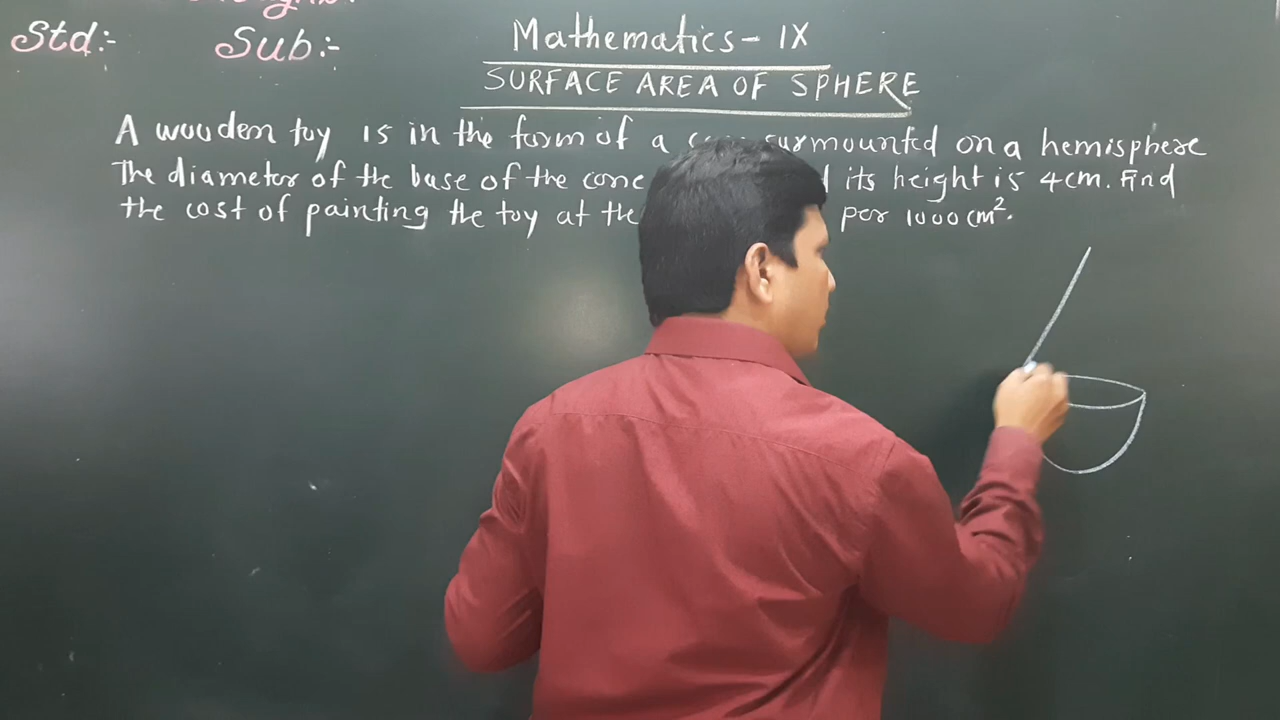 Std:- Sub:- Mathematics - IX
SURFACE AREA OF SPHERE
A wooden toy is in the form of a surmounted on a hemisphere
The diameter of the base of the cone its height is 4cm. Find
the cost of painting the toy at the per 1000 cm².